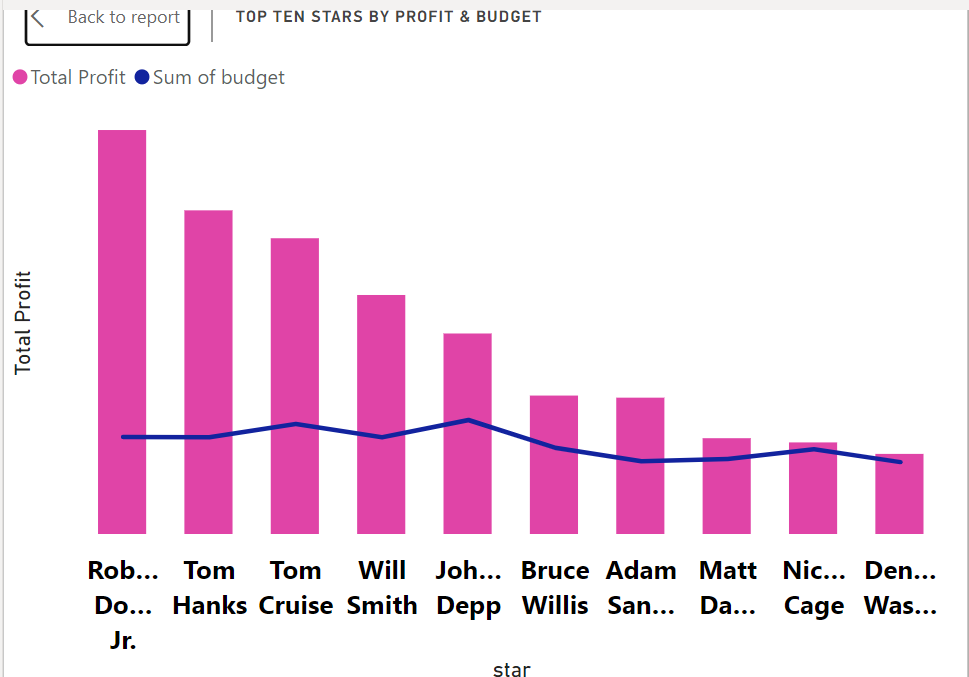 Back to report
TOP TEN STARS BY PROFIT & BUDGET
Total Profit Sum of budget
Total Profit
Rob... Tom Tom Will Joh... Bruce Adam Matt Nic... Den...
Do... Hanks Cruise Smith Depp Willis San... Da... Cage Was...
Jr.
star